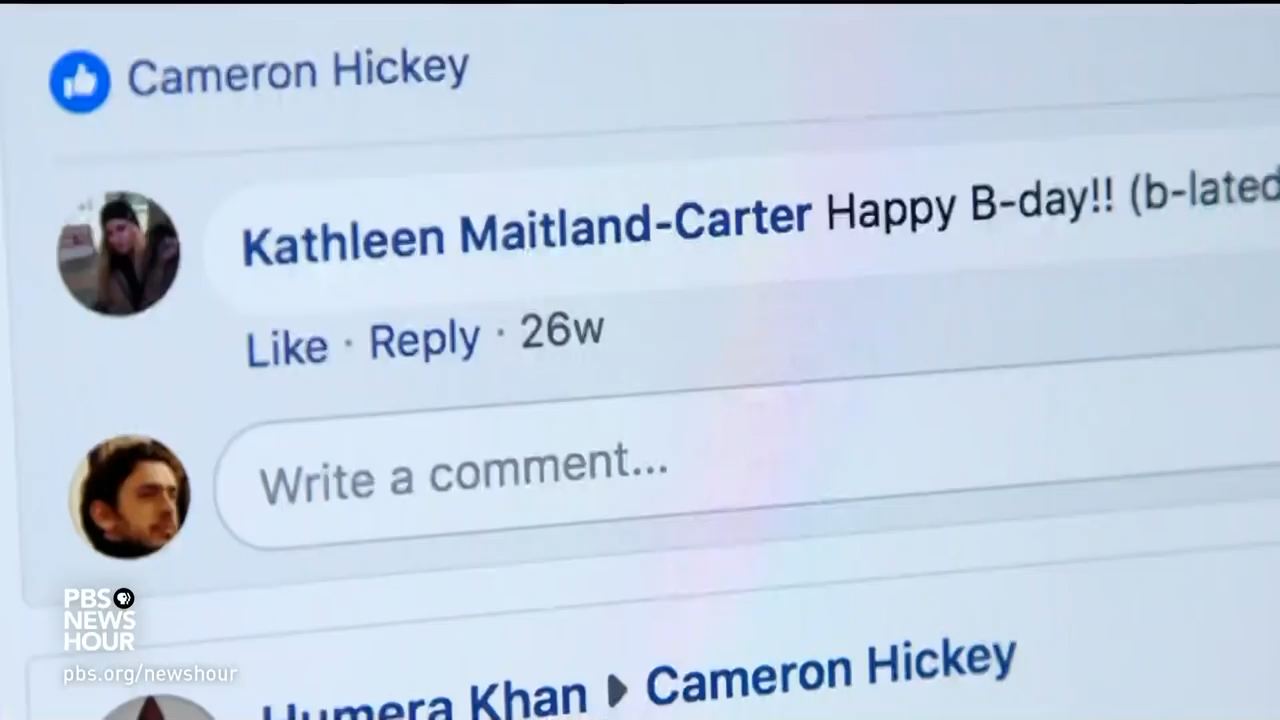 Cameron Hickey
Kathleen Maitland-Carter Happy B-day!! (b-lated
Like · Reply · 26w
Write a comment...
PBS
NEWS
HOUR
pbs.org/newshour
Humera Khan ▶ Cameron Hickey